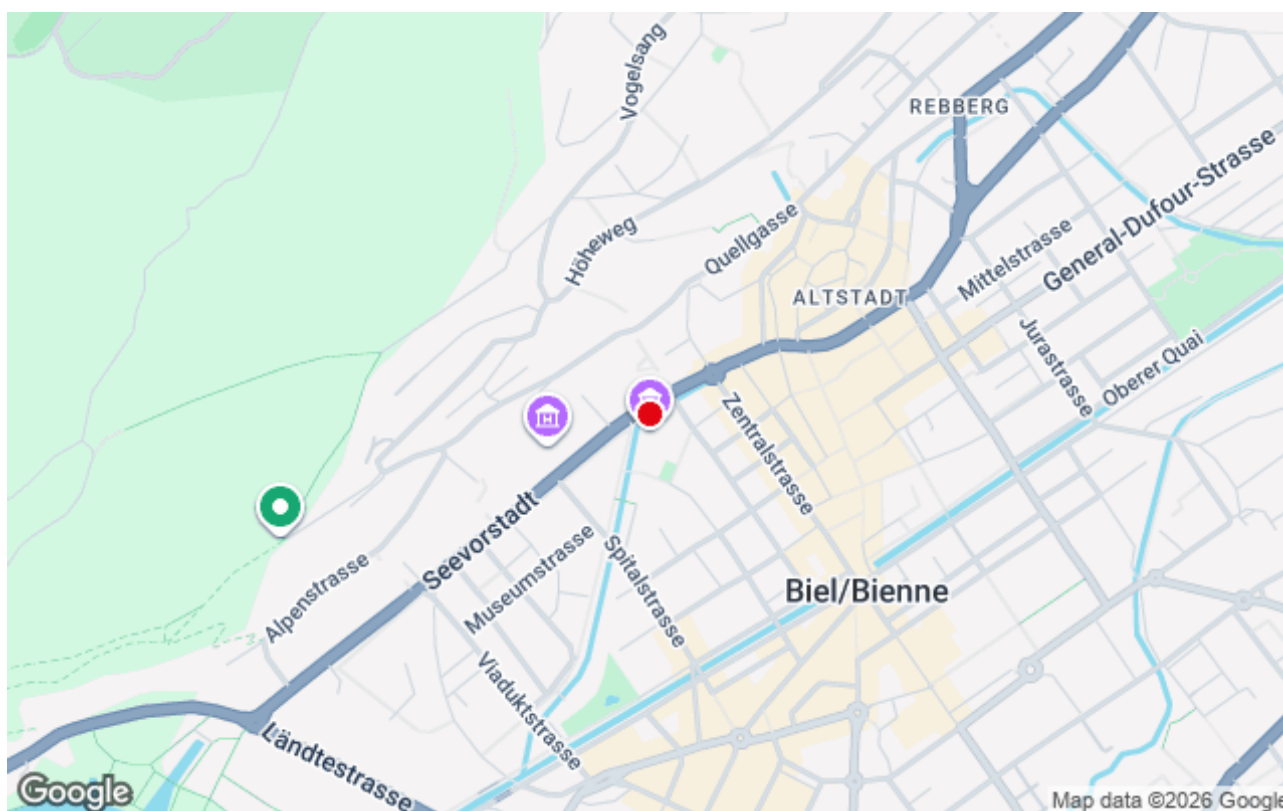 Vogelsang
REBBERG
General-Dufour-Strasse
Höheweg
Quellgasse
Mittelstrasse
ALTSTADT
Jurastrasse
Oberer Quai
Zentralstrasse
Seevorstadt
Museumstrasse
Spitalstrasse
Alpenstrasse
Biel/Bienne
Viaduktstrasse
Ländtestrasse
Google
Map data ©2026 Google